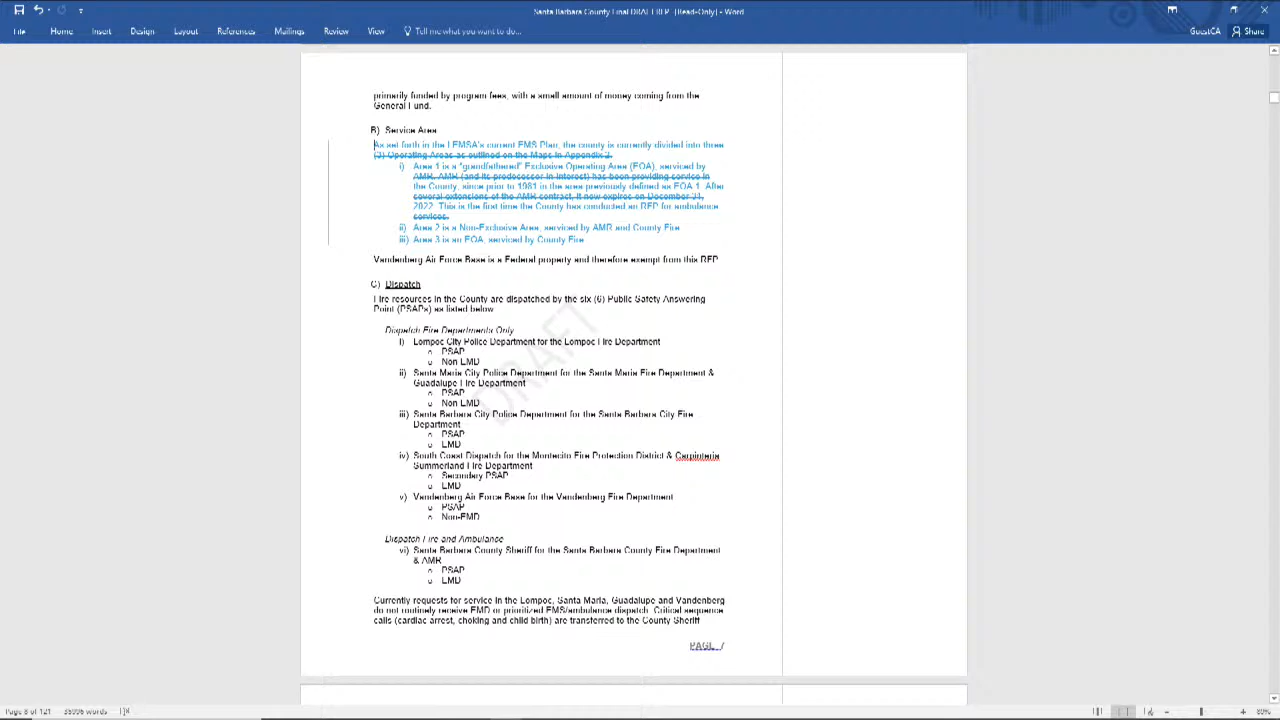 Santa Barbara County Final DRAFT RFP [Read-Only] - Word
File Home Insert Design Layout References Mailings Review View Tell me what you want to do... GuestCA Share
primarily funded by program fees, with a small amount of money coming from the
General Fund.
B) Service Area
As set forth in the LEMSA's current EMS Plan, the county is currently divided into three
(3) Operating Areas as outlined on the Maps in Appendix 2.
i) Area 1 is a "grandfathered" Exclusive Operating Area (EOA), serviced by
AMR. AMR (and its predecessor in interest) has been providing service in
the County, since prior to 1981 in the area previously defined as EOA 1. After
several extensions of the AMR contract, it now expires on December 31,
2022. This is the first time the County has conducted an RFP for ambulance
services.
ii) Area 2 is a Non-Exclusive Area, serviced by AMR and County Fire
iii) Area 3 is an EOA, serviced by County Fire
Vandenberg Air Force Base is a Federal property and therefore exempt from this RFP
C) Dispatch
Fire resources in the County are dispatched by the six (6) Public Safety Answering
Point (PSAPs) as listed below
Dispatch Fire Departments Only
i) Lompoc City Police Department for the Lompoc Fire Department
o PSAP
o Non EMD
ii) Santa Maria City Police Department for the Santa Maria Fire Department &
Guadalupe Fire Department
o PSAP
o Non EMD
iii) Santa Barbara City Police Department for the Santa Barbara City Fire
Department
o PSAP
o EMD
iv) South Coast Dispatch for the Montecito Fire Protection District & Carpinteria
Summerland Fire Department
o Secondary PSAP
o EMD
v) Vandenberg Air Force Base for the Vandenberg Fire Department
o PSAP
o Non-EMD
Dispatch Fire and Ambulance
vi) Santa Barbara County Sheriff for the Santa Barbara County Fire Department
& AMR
o PSAP
o EMD
Currently requests for service in the Lompoc, Santa Maria, Guadalupe and Vandenberg
do not routinely receive EMD or prioritized EMS/ambulance dispatch. Critical sequence
calls (cardiac arrest, choking and child birth) are transferred to the County Sheriff
DRAFT
PAGE 7
Page 8 of 121 words 80%